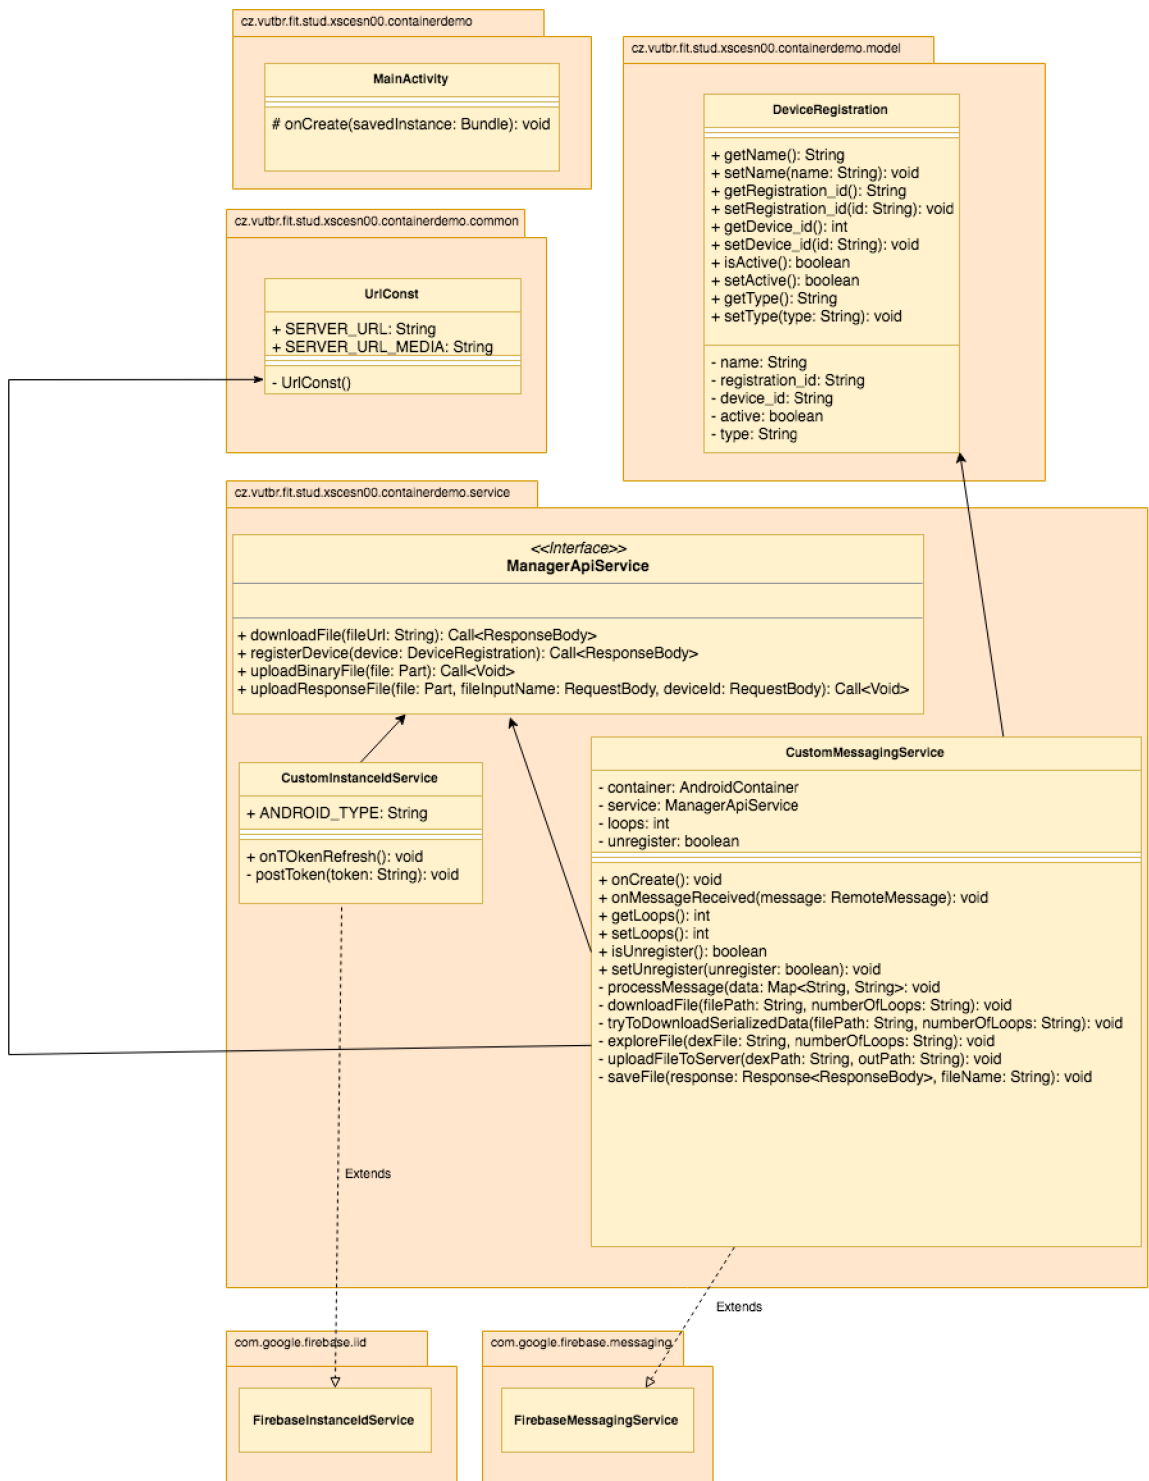 cz.vutbr.fit.stud.xscesn00.containerdemo
MainActivity
# onCreate(savedInstance: Bundle): void
cz.vutbr.fit.stud.xscesn00.containerdemo.model
DeviceRegistration
+ getName(): String
+ setName(name: String): void
+ getRegistration_id(): String
+ setRegistration_id(id: String): void
+ getDevice_id(): int
+ setDevice_id(id: String): void
+ isActive(): boolean
+ setActive(): boolean
+ getType(): String
+ setType(type: String): void
- name: String
- registration_id: String
- device_id: String
- active: boolean
- type: String
cz.vutbr.fit.stud.xscesn00.containerdemo.common
UrlConst
+ SERVER_URL: String
+ SERVER_URL_MEDIA: String
- UrlConst()
cz.vutbr.fit.stud.xscesn00.containerdemo.service
<<Interface>>
ManagerApiService
+ downloadFile(fileUrl: String): Call<ResponseBody>
+ registerDevice(device: DeviceRegistration): Call<ResponseBody>
+ uploadBinaryFile(file: Part): Call<Void>
+ uploadResponseFile(file: Part, fileInputName: RequestBody, deviceId: RequestBody): Call<Void>
CustomInstanceIdService
+ ANDROID_TYPE: String
+ onTOkenRefresh(): void
- postToken(token: String): void
CustomMessagingService
- container: AndroidContainer
- service: ManagerApiService
- loops: int
- unregister: boolean
+ onCreate(): void
+ onMessageReceived(message: RemoteMessage): void
+ getLoops(): int
+ setLoops(): int
+ isUnregister(): boolean
+ setUnregister(unregister: boolean): void
- processMessage(data: Map<String, String>: void
- downloadFile(filePath: String, numberOfLoops: String): void
- tryToDownloadSerializedData(filePath: String, numberOfLoops: String): void
- exploreFile(dexFile: String, numberOfLoops: String): void
- uploadFileToServer(dexPath: String, outPath: String): void
- saveFile(response: Response<ResponseBody>, fileName: String): void
Extends
Extends
com.google.firebase.iid
FirebaseInstanceIdService
com.google.firebase.messaging
FirebaseMessagingService